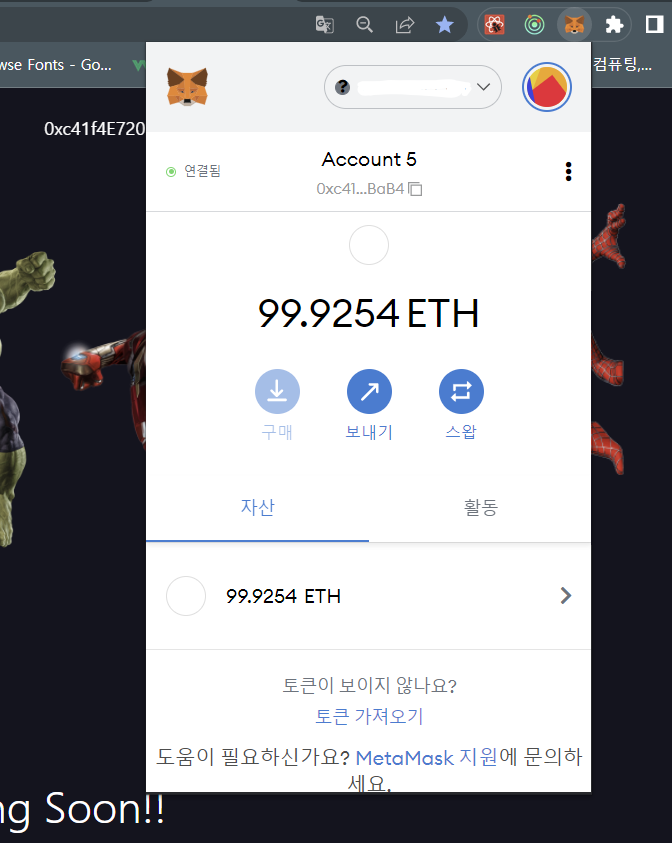 wse Fonts - Go...
컴퓨팅,...
0xc41f4E720
?
연결됨
Account 5
0xc41...BaB4
99.9254 ETH
구매
보내기
스왑
자산
활동
99.9254 ETH
토큰이 보이지 않나요?
토큰 가져오기
도움이 필요하신가요? MetaMask 지원에 문의하
세요.
ng Soon!!